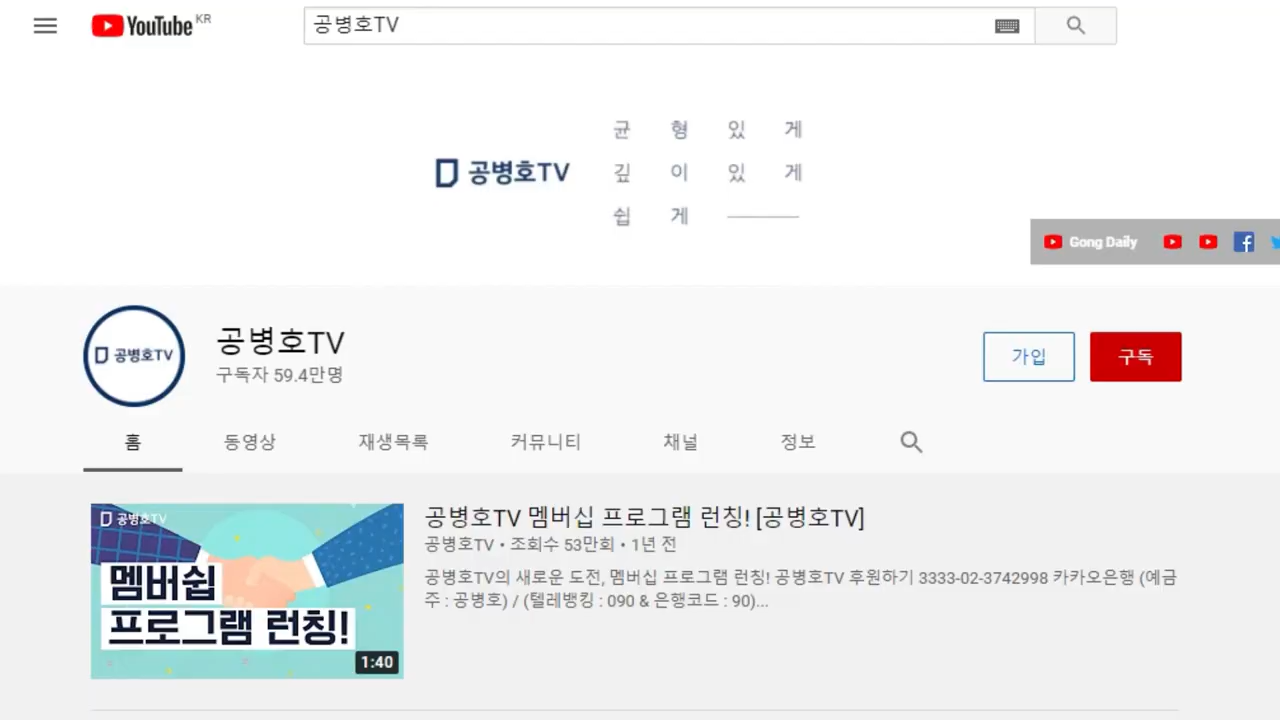 YouTube KR
공병호TV
균 형 있 게
공병호TV
깊 이 있 게
쉽 게
Gong Daily
공병호TV
공병호TV
구독자 59.4만명
가입
구독
홈
동영상
재생목록
커뮤니티
채널
정보
공병호TV
멤버쉽
프로그램 런칭!
1:40
공병호TV 멤버십 프로그램 런칭! [공병호TV]
공병호TV • 조회수 53만회 • 1년 전
공병호TV의 새로운 도전, 멤버십 프로그램 런칭! 공병호TV 후원하기 3333-02-3742998 카카오은행 (예금
주 : 공병호) / (텔레뱅킹 : 090 & 은행코드 : 90)...